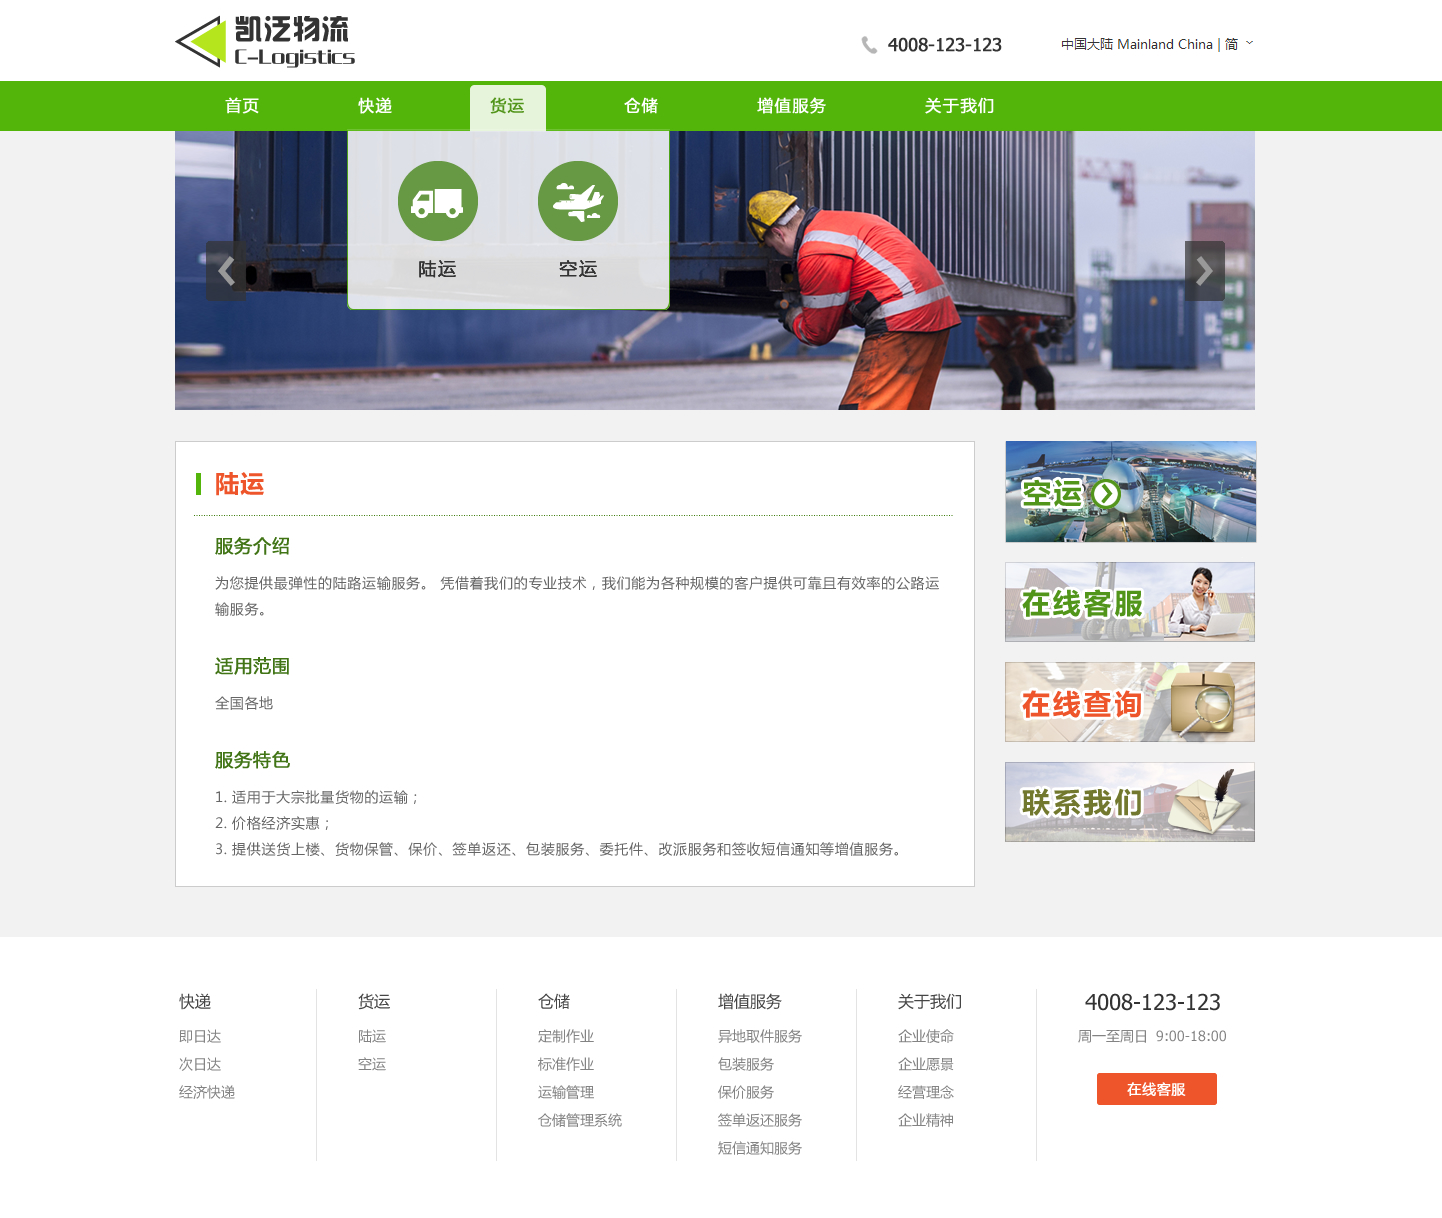 凯泛物流
C-Logistics
4008-123-123
中国大陆 Mainland China | 简
首页
快递
货运
仓储
增值服务
关于我们
陆运
空运
陆运
服务介绍
为您提供最弹性的陆路运输服务。 凭借着我们的专业技术，我们能为各种规模的客户提供可靠且有效率的公路运
输服务。
适用范围
全国各地
服务特色
1. 适用于大宗批量货物的运输；
2. 价格经济实惠；
3. 提供送货上楼、货物保管、保价、签单返还、包装服务、委托件、改派服务和签收短信通知等增值服务。
空运
在线客服
在线查询
联系我们
快递
即日达
次日达
经济快递
货运
陆运
空运
仓储
定制作业
标准作业
运输管理
仓储管理系统
增值服务
异地取件服务
包装服务
保价服务
签单返还服务
短信通知服务
关于我们
企业使命
企业愿景
经营理念
企业精神
4008-123-123
周一至周日 9:00-18:00
在线客服